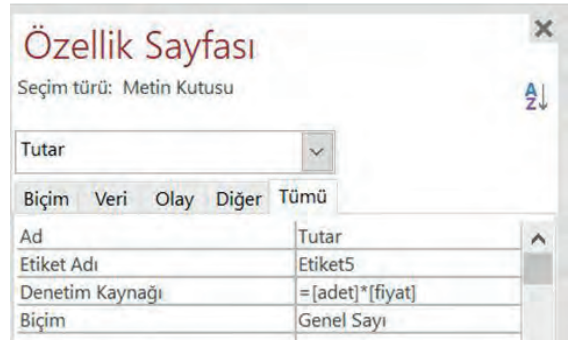 Özellik Sayfası
Seçim türü: Metin Kutusu
Tutar
Biçim Veri Olay Diğer Tümü
Ad Tutar
Etiket Adı Etiket5
Denetim Kaynağı =[adet]*[fiyat]
Biçim Genel Sayı